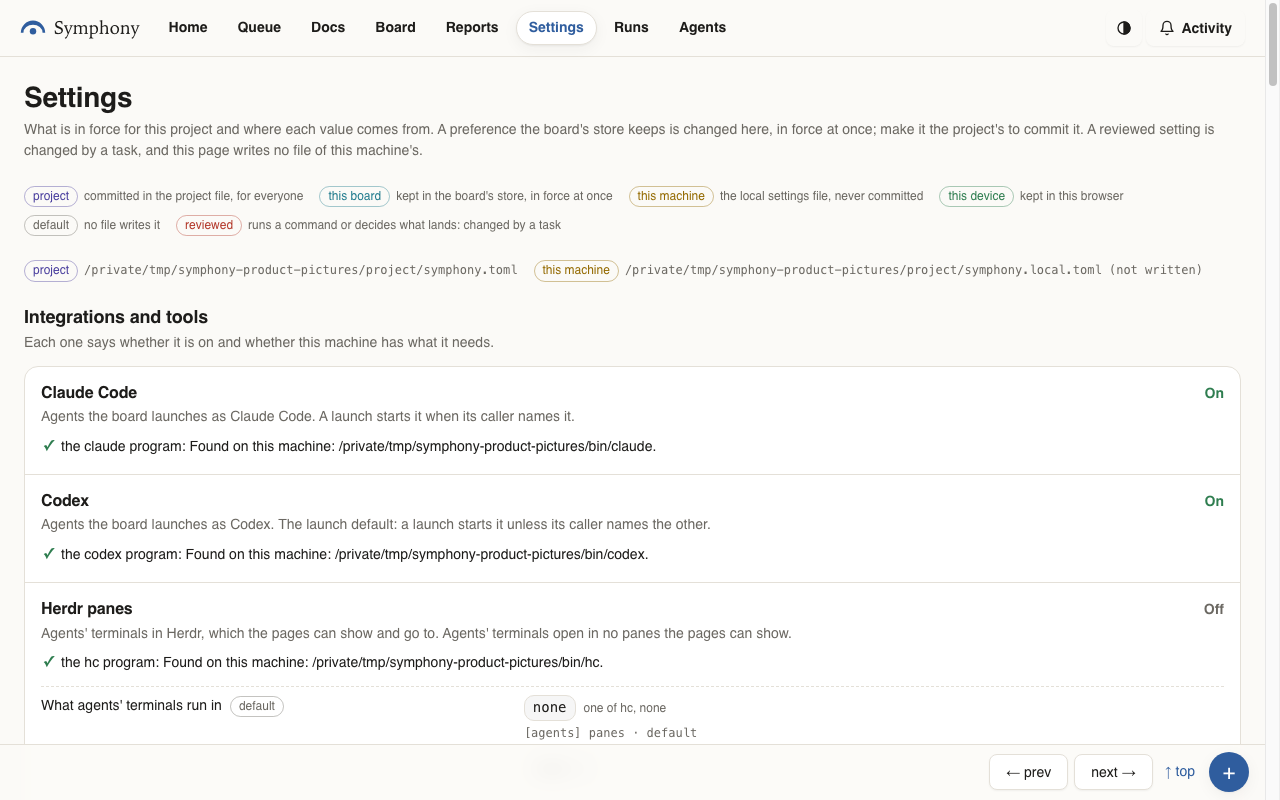 Symphony Home Queue Docs Board Reports Settings Runs Agents Activity
Settings
What is in force for this project and where each value comes from. A preference the board's store keeps is changed here, in force at once; make it the project's to commit it. A reviewed setting is
changed by a task, and this page writes no file of this machine's.
project committed in the project file, for everyone this board kept in the board's store, in force at once this machine the local settings file, never committed this device kept in this browser
default no file writes it reviewed runs a command or decides what lands: changed by a task
project /private/tmp/symphony-product-pictures/project/symphony.toml this machine /private/tmp/symphony-product-pictures/project/symphony.local.toml (not written)
Integrations and tools
Each one says whether it is on and whether this machine has what it needs.
Claude Code On
Agents the board launches as Claude Code. A launch starts it when its caller names it.
✓ the claude program: Found on this machine: /private/tmp/symphony-product-pictures/bin/claude.
Codex On
Agents the board launches as Codex. The launch default: a launch starts it unless its caller names the other.
✓ the codex program: Found on this machine: /private/tmp/symphony-product-pictures/bin/codex.
Herdr panes Off
Agents' terminals in Herdr, which the pages can show and go to. Agents' terminals open in no panes the pages can show.
✓ the hc program: Found on this machine: /private/tmp/symphony-product-pictures/bin/hc.
What agents' terminals run in default none one of hc, none
[agents] panes · default
← prev next → ↑ top +